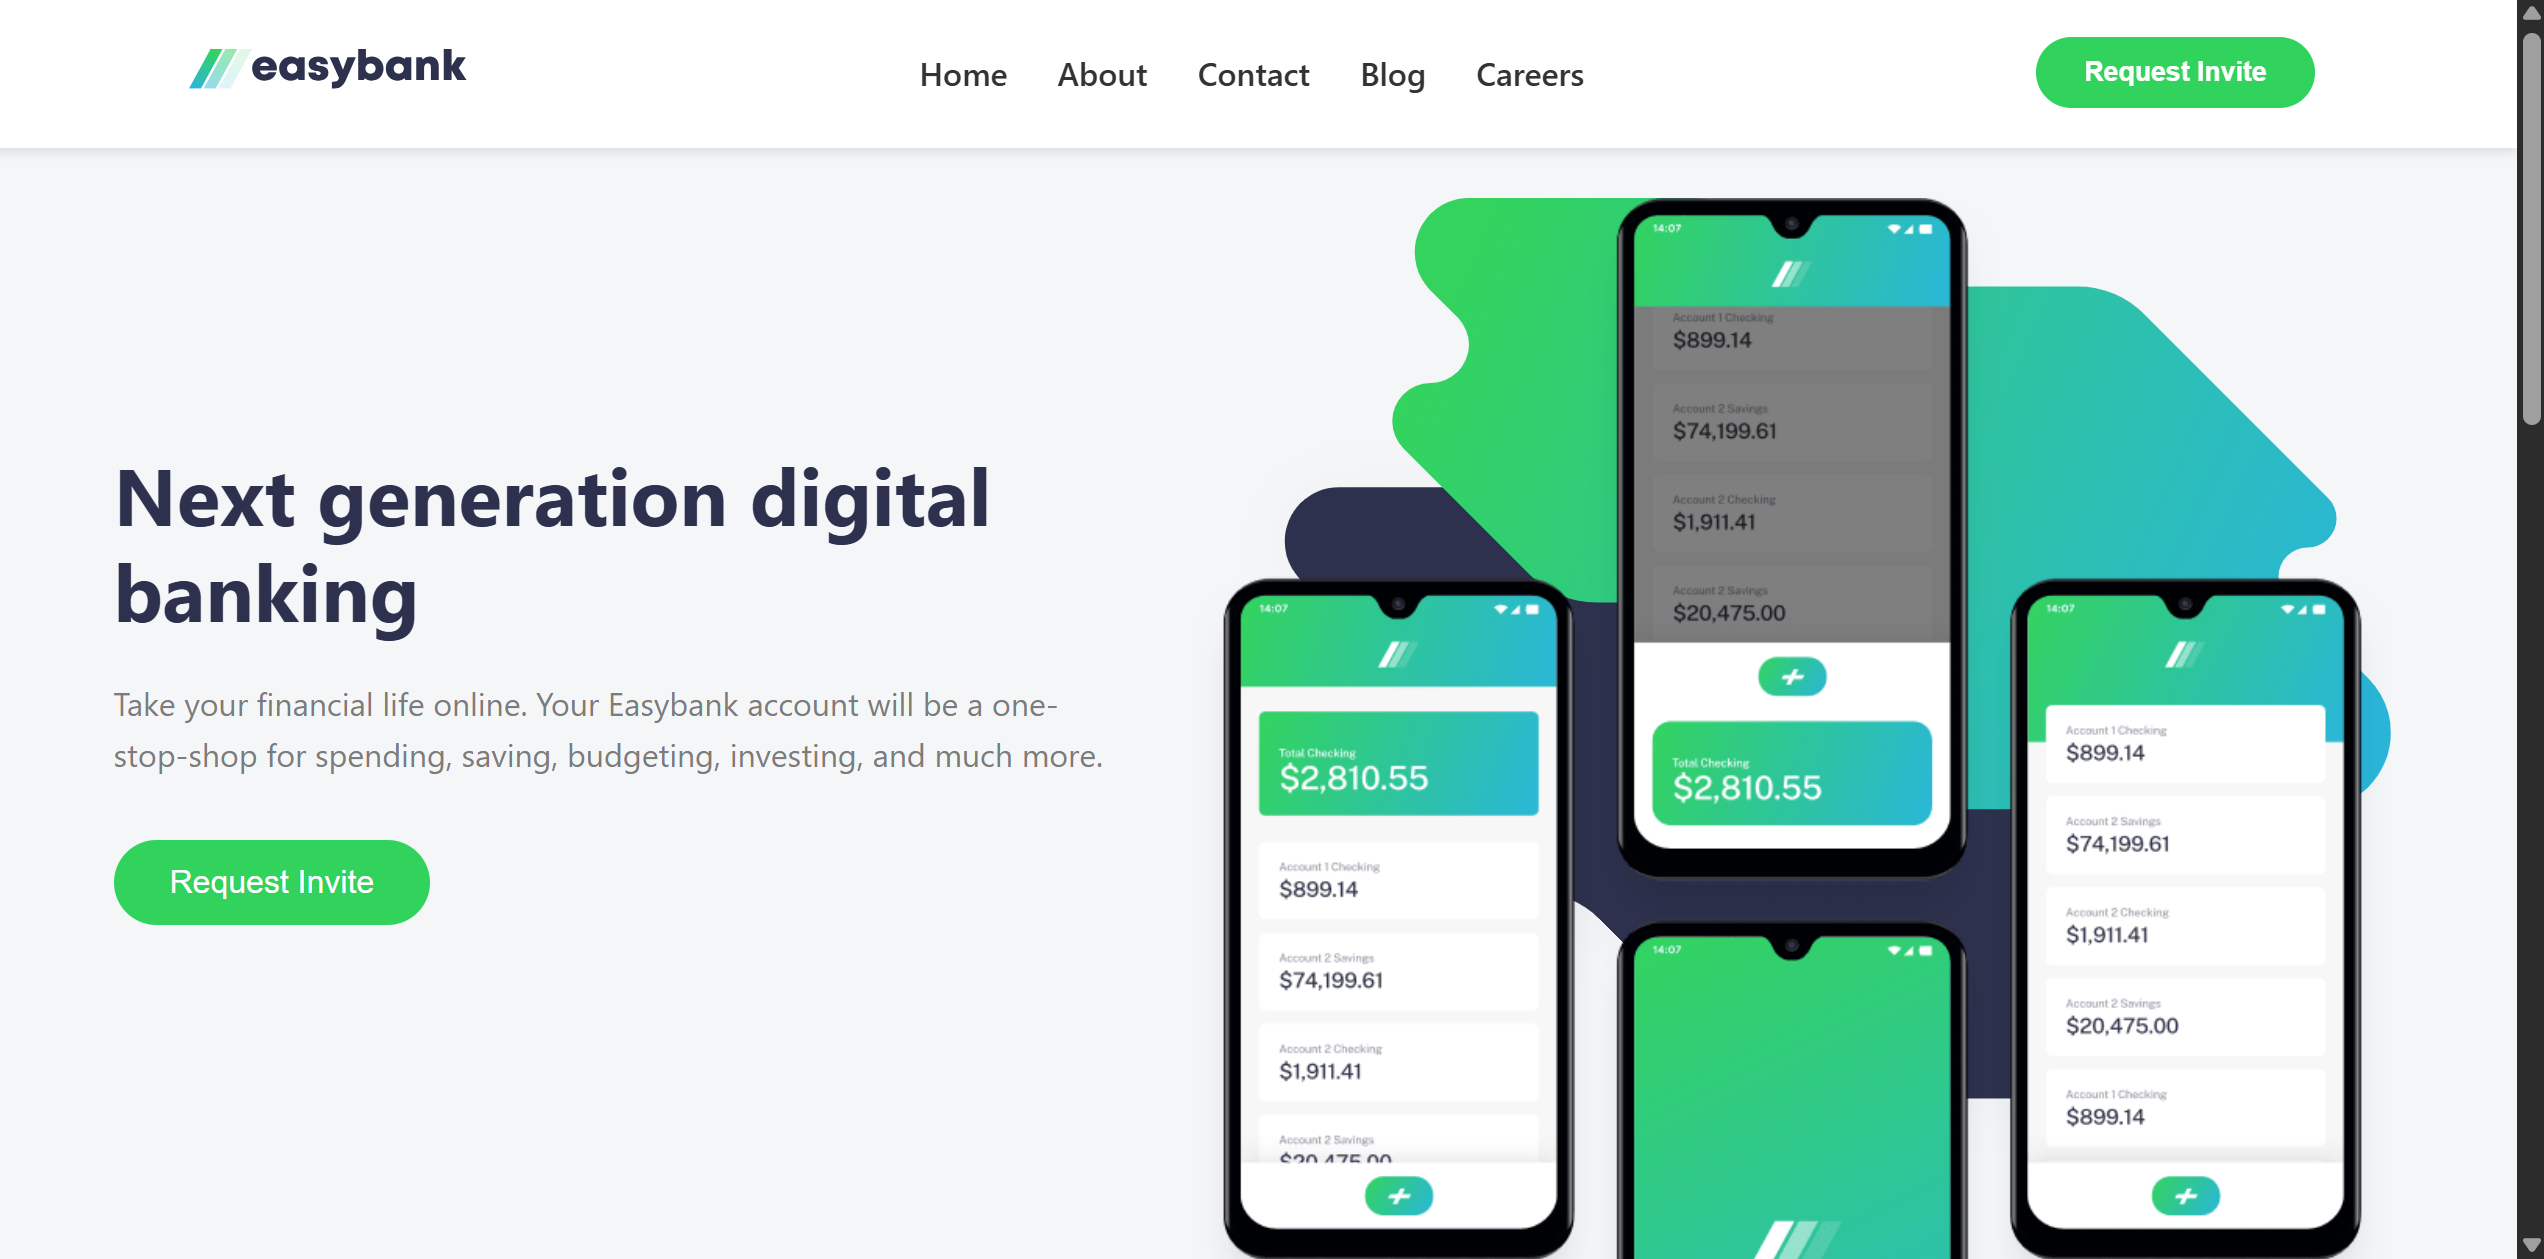 easybank
Home
About
Contact
Blog
Careers
Request Invite
Next generation digital
banking
Take your financial life online. Your Easybank account will be a one-
stop-shop for spending, saving, budgeting, investing, and much more.
Request Invite
14:07
Account 1 Checking
$899.14
Account 2 Savings
$74,199.61
Account 2 Checking
$1,911.41
Account 2 Savings
$20,475.00
Total Checking
$2,810.55
14:07
Total Checking
$2,810.55
Account 1 Checking
$899.14
Account 2 Savings
$74,199.61
Account 2 Checking
$1,911.41
Account 2 Savings
$20,475.00
14:07
14:07
Account 1 Checking
$899.14
Account 2 Savings
$74,199.61
Account 2 Checking
$1,911.41
Account 2 Savings
$20,475.00
Account 1 Checking
$899.14